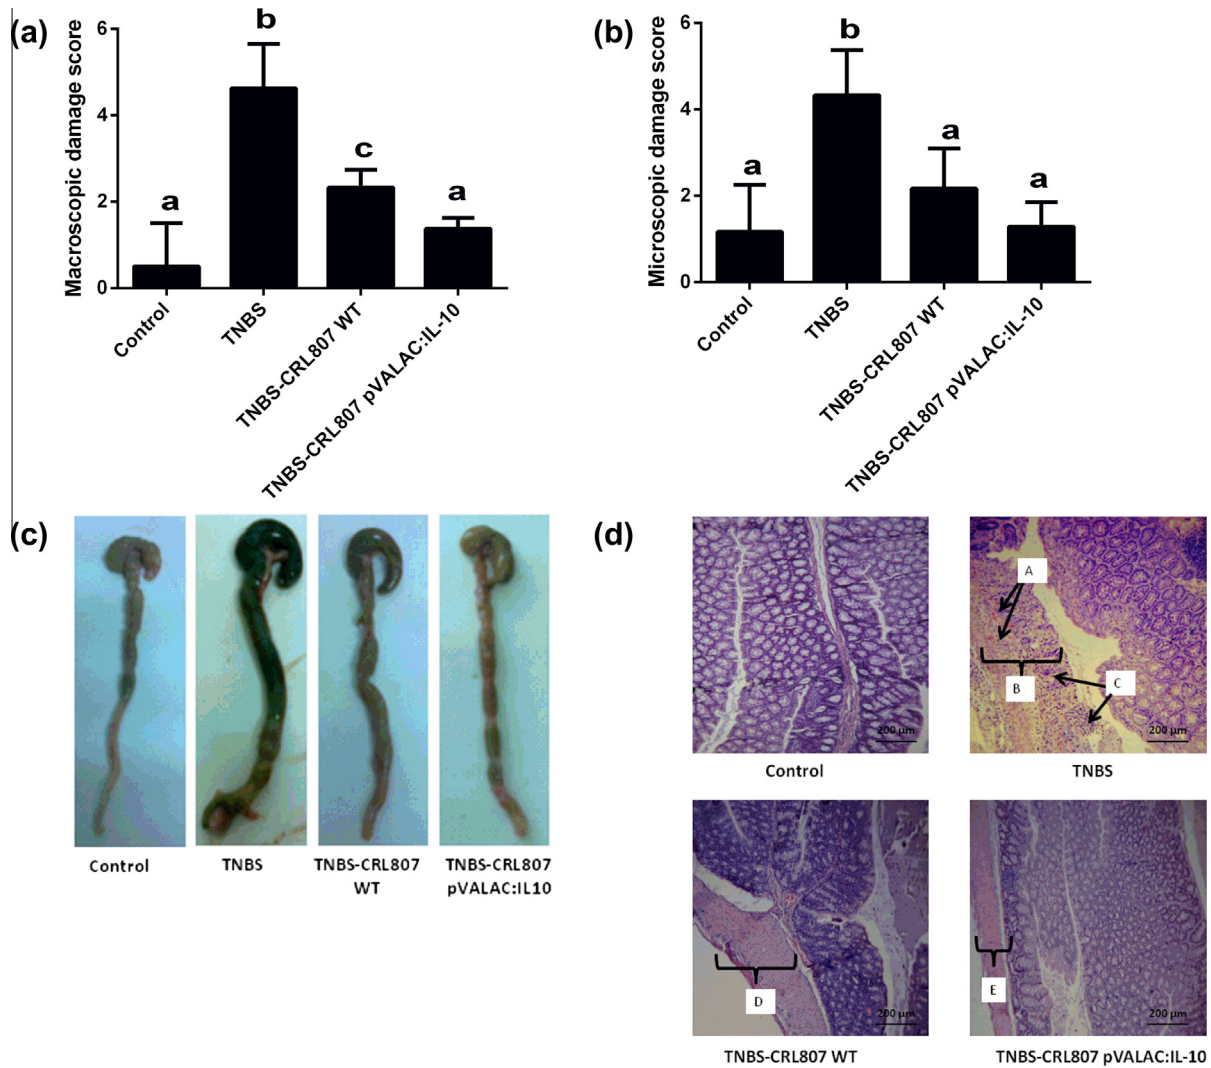 (a)
Macroscopic damage score
6
4
2
0
a
b
c
a
Control
TNBS
TNBS-CRL807 WT
TNBS-CRL807 pVALAC:IL-10
(b)
Microscopic damage score
6
4
2
0
a
b
a
a
Control
TNBS
TNBS-CRL807 WT
TNBS-CRL807 pVALAC:IL-10
(c)
Control
TNBS
TNBS-CRL807
WT
TNBS-CRL807
pVALAC:IL10
(d)
200 µm
Control
A
B
C
200 µm
TNBS
D
200 µm
TNBS-CRL807 WT
E
200 µm
TNBS-CRL807 pVALAC:IL-10